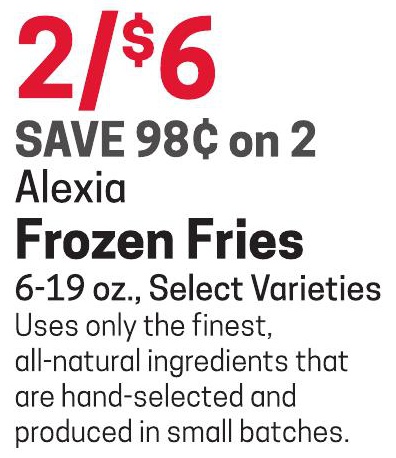 2/$6
SAVE 98¢ on 2
Alexia
Frozen Fries
6-19 oz., Select Varieties
Uses only the finest,
all-natural ingredients that
are hand-selected and
produced in small batches.